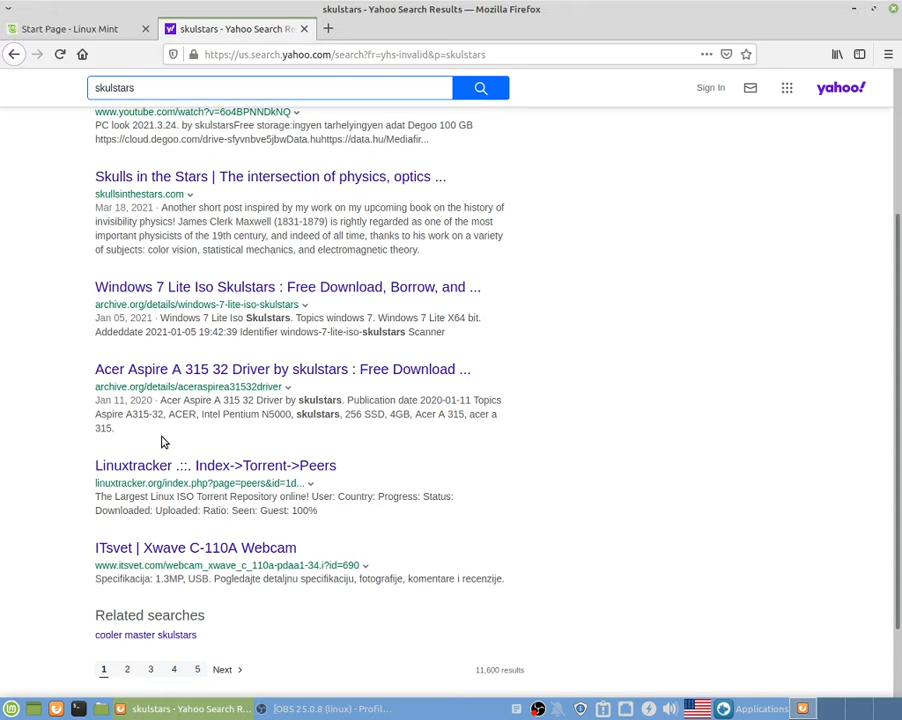 skulstars - Yahoo Search Results — Mozilla Firefox
Start Page - Linux Mint
skulstars - Yahoo Search Re
https://us.search.yahoo.com/search?fr=yhs-invalid&p=skulstars
skulstars
Sign In
yahoo!
www.youtube.com/watch?v=6o4BPNNDkNQ
PC look 2021.3.24. by skulstarsFree storage:ingyen tarhelyingyen adat Degoo 100 GB
https://cloud.degoo.com/drive-sfyvnbve5jbwData.huhttps://data.hu/Mediafir...
Skulls in the Stars | The intersection of physics, optics ...
skullsinthestars.com
Mar 18, 2021 · Another short post inspired by my work on my upcoming book on the history of
invisibility physics! James Clerk Maxwell (1831-1879) is rightly regarded as one of the most
important physicists of the 19th century, and indeed of all time, thanks to his work on a variety
of subjects: color vision, statistical mechanics, and electromagnetic theory.
Windows 7 Lite Iso Skulstars : Free Download, Borrow, and ...
archive.org/details/windows-7-lite-iso-skulstars
Jan 05, 2021 · Windows 7 Lite Iso Skulstars. Topics windows 7. Windows 7 Lite X64 bit.
Addeddate 2021-01-05 19:42:39 Identifier windows-7-lite-iso-skulstars Scanner
Acer Aspire A 315 32 Driver by skulstars : Free Download ...
archive.org/details/aceraspirea31532driver
Jan 11, 2020 · Acer Aspire A 315 32 Driver by skulstars. Publication date 2020-01-11 Topics
Aspire A315-32, ACER, Intel Pentium N5000, skulstars, 256 SSD, 4GB, Acer A 315, acer a
315.
Linuxtracker .::. Index->Torrent->Peers
linuxtracker.org/index.php?page=peers&id=1d...
The Largest Linux ISO Torrent Repository online! User: Country: Progress: Status:
Downloaded: Uploaded: Ratio: Seen: Guest: 100%
ITsvet | Xwave C-110A Webcam
www.itsvet.com/webcam_xwave_c_110a-pdaa1-34.i?id=690
Specifikacija: 1.3MP, USB. Pogledajte detaljnu specifikaciju, fotografije, komentare i recenzije.
Related searches
cooler master skulstars
1 2 3 4 5 Next
11,600 results
skulstars - Yahoo Search R...
[OBS 25.0.8 (linux) - Profil...
Applications